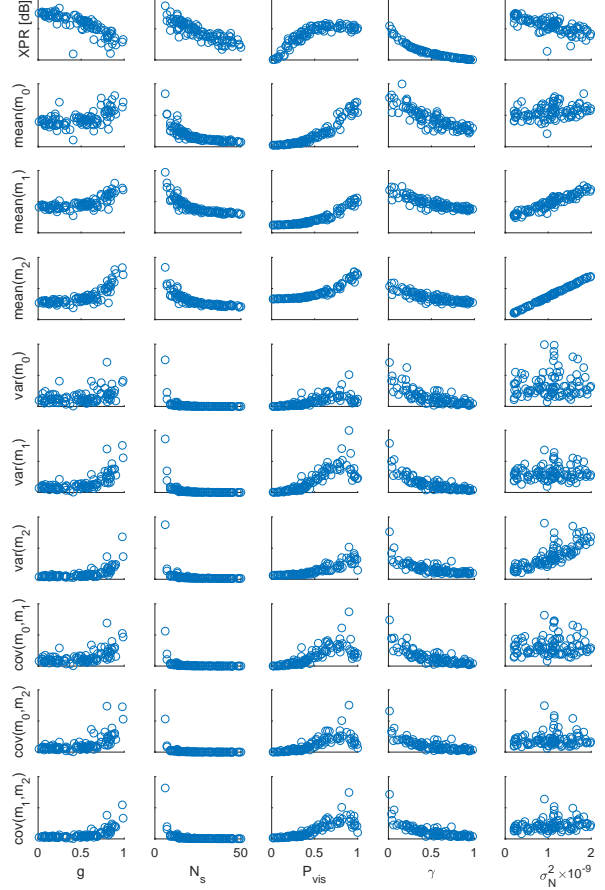 XPR [dB]
mean(m0)
mean(m1)
mean(m2)
var(m0)
var(m1)
var(m2)
cov(m0,m1)
cov(m0,m2)
cov(m1,m2)
0 0.5 1 0 50 0 0.5 1 0 0.5 1 0 1 2
g Ns Pvis γ σN2×10-9